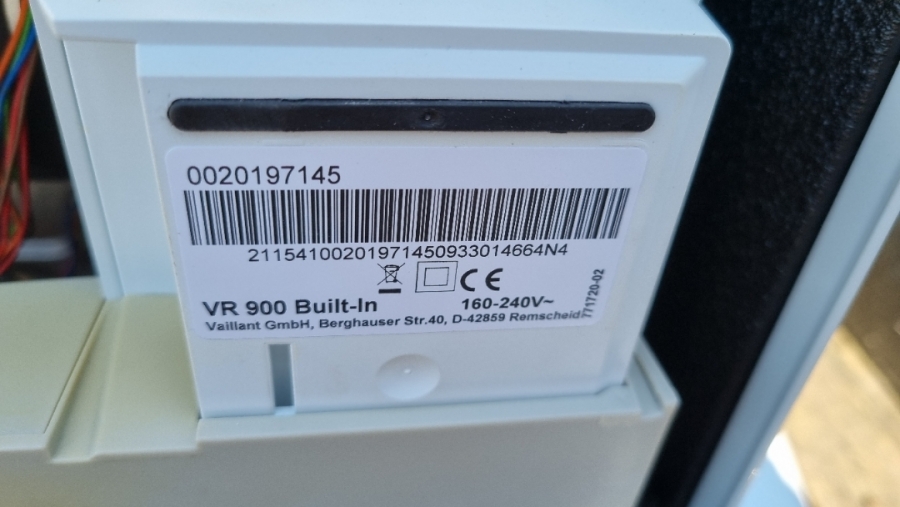 0020197145
21154100201971450933014664N4
CE
VR 900 Built-In 160-240V~
Vaillant GmbH, Berghauser Str.40, D-42859 Remscheid
771720-02